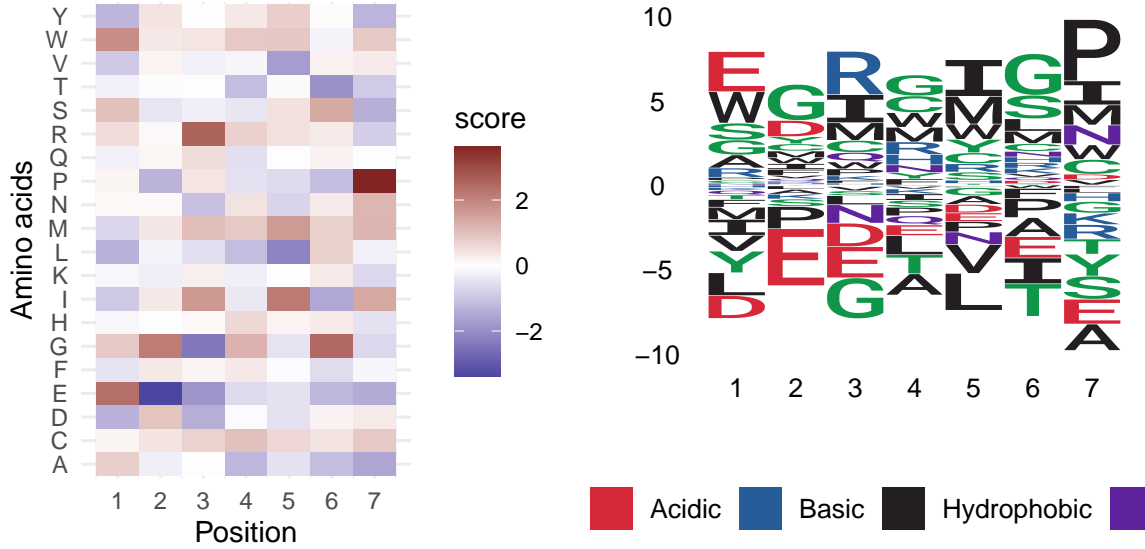 Y
W
V
T
S
R
Q
P
N
M
L
K
I
H
G
F
E
D
C
A
Amino acids
1 2 3 4 5 6 7
Position
score
2
0
−2
10
5
0
−5
−10
E
W
S
G
A
R
M
I
V
Y
L
D
G
D
P
E
R
I
M
C
Q
N
D
E
G
G
C
W
M
R
R
N
Q
E
L
T
A
I
M
W
Y
C
R
S
G
D
E
P
N
V
L
G
S
L
M
C
N
P
A
E
I
T
P
I
M
N
W
C
D
G
K
R
T
Y
S
E
A
1 2 3 4 5 6 7
Acidic Basic Hydrophobic